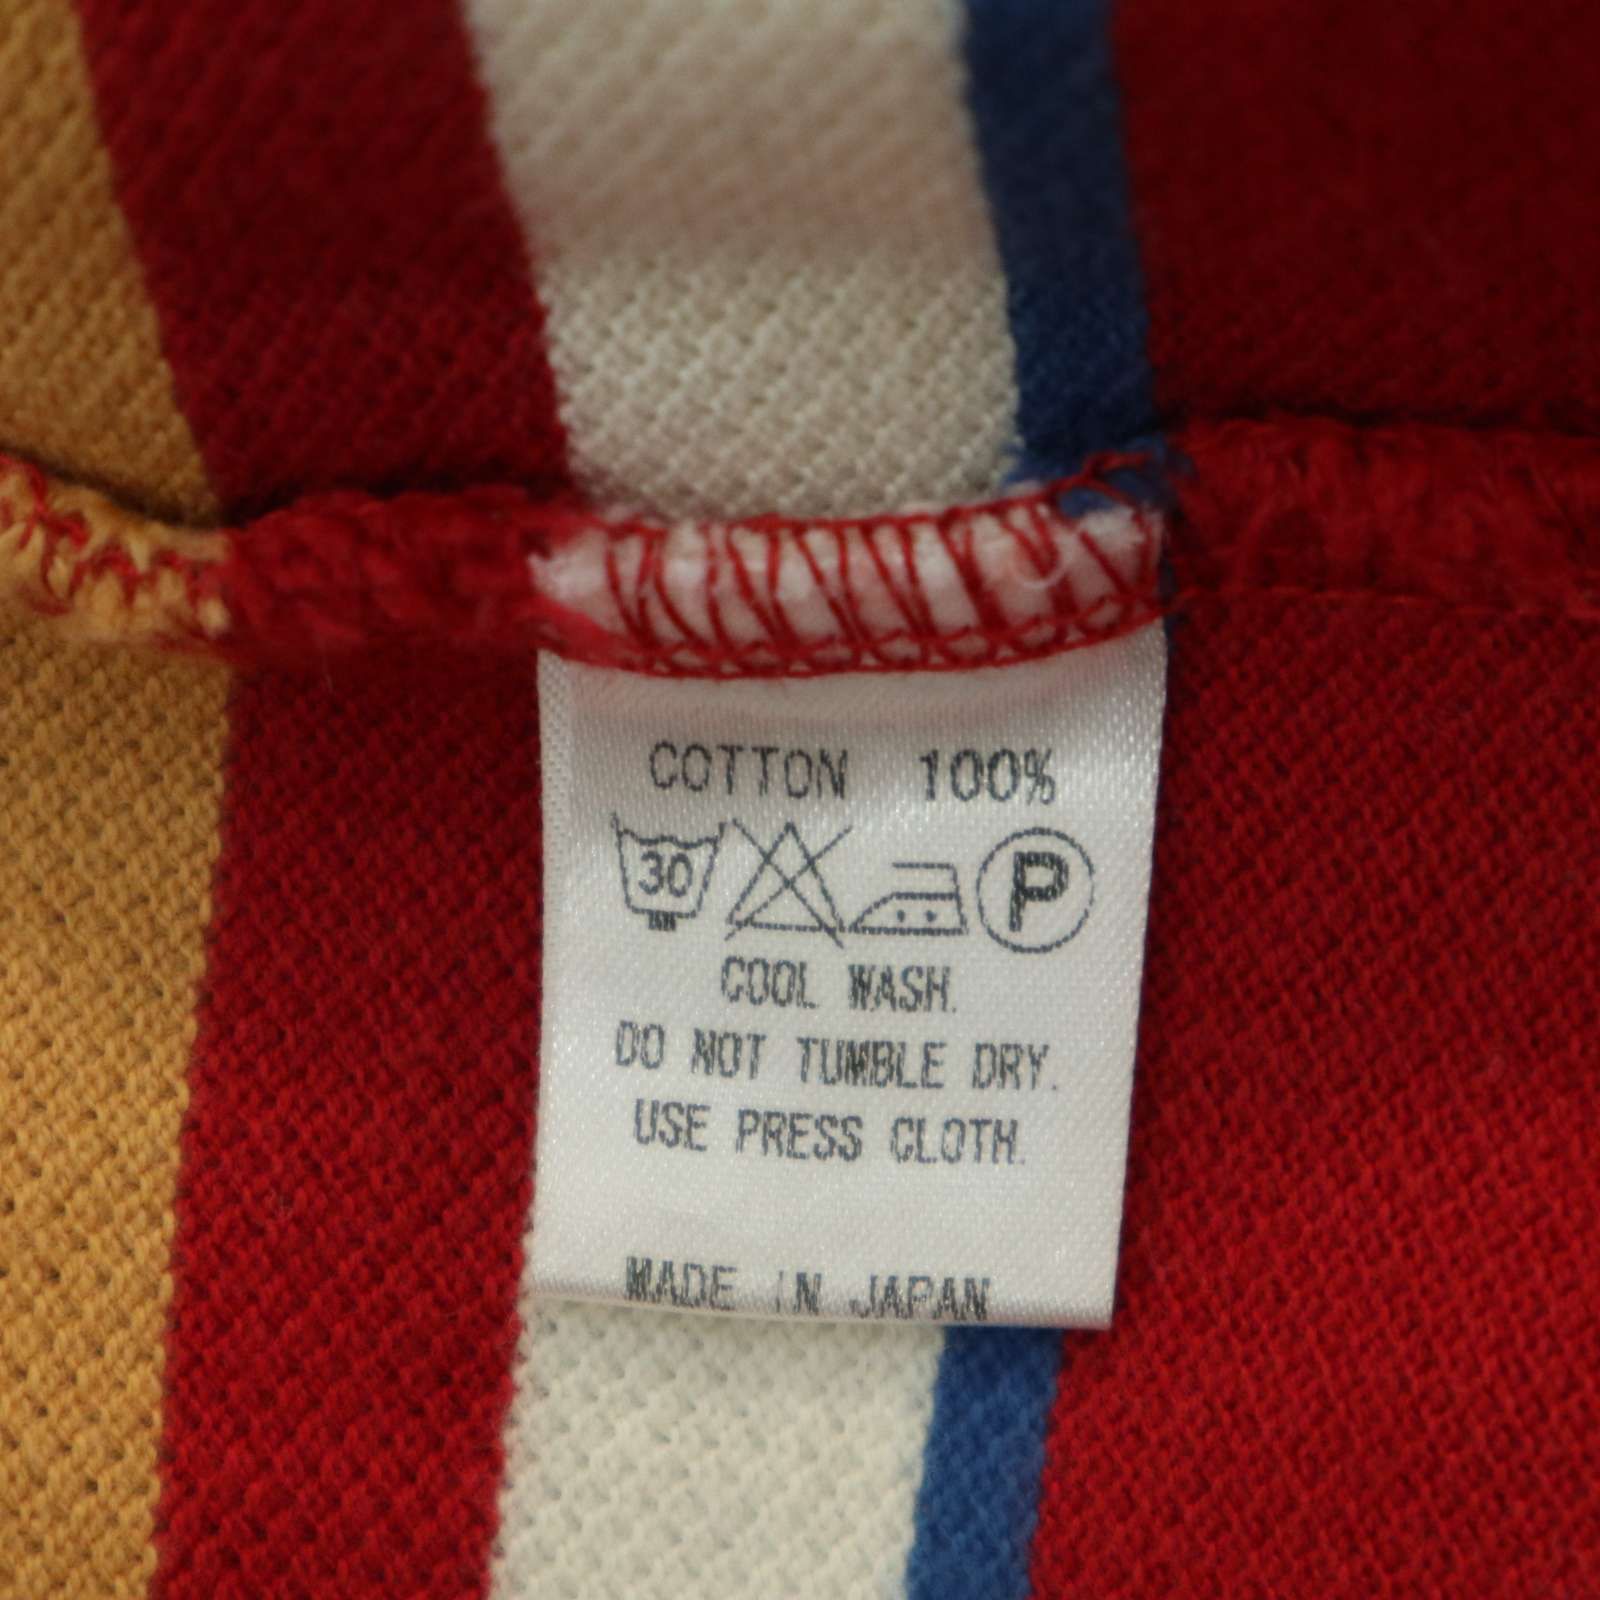 COTTON 100%
30 P
COOL WASH.
DO NOT TUMBLE DRY.
USE PRESS CLOTH.
MADE IN JAPAN